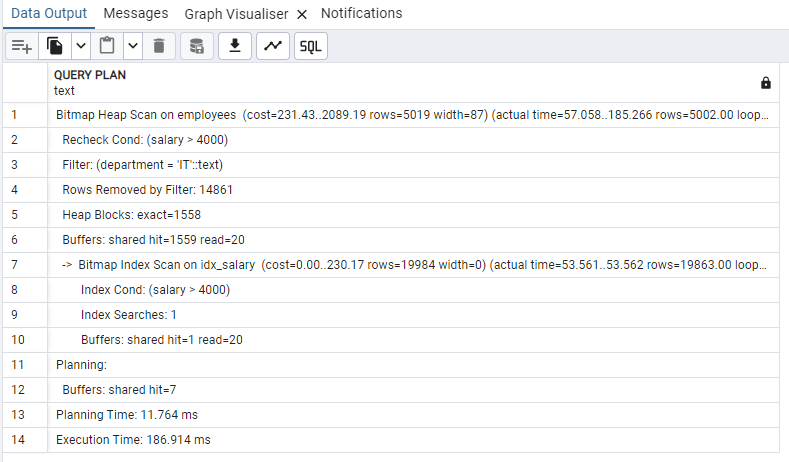 Data Output Messages Graph Visualiser Notifications
SQL
QUERY PLAN
text
1 Bitmap Heap Scan on employees (cost=231.43..2089.19 rows=5019 width=87) (actual time=57.058..185.266 rows=5002.00 loop...
2 Recheck Cond: (salary > 4000)
3 Filter: (department = 'IT'::text)
4 Rows Removed by Filter: 14861
5 Heap Blocks: exact=1558
6 Buffers: shared hit=1559 read=20
7 -> Bitmap Index Scan on idx_salary (cost=0.00..230.17 rows=19984 width=0) (actual time=53.561..53.562 rows=19863.00 loop...
8 Index Cond: (salary > 4000)
9 Index Searches: 1
10 Buffers: shared hit=1 read=20
11 Planning:
12 Buffers: shared hit=7
13 Planning Time: 11.764 ms
14 Execution Time: 186.914 ms